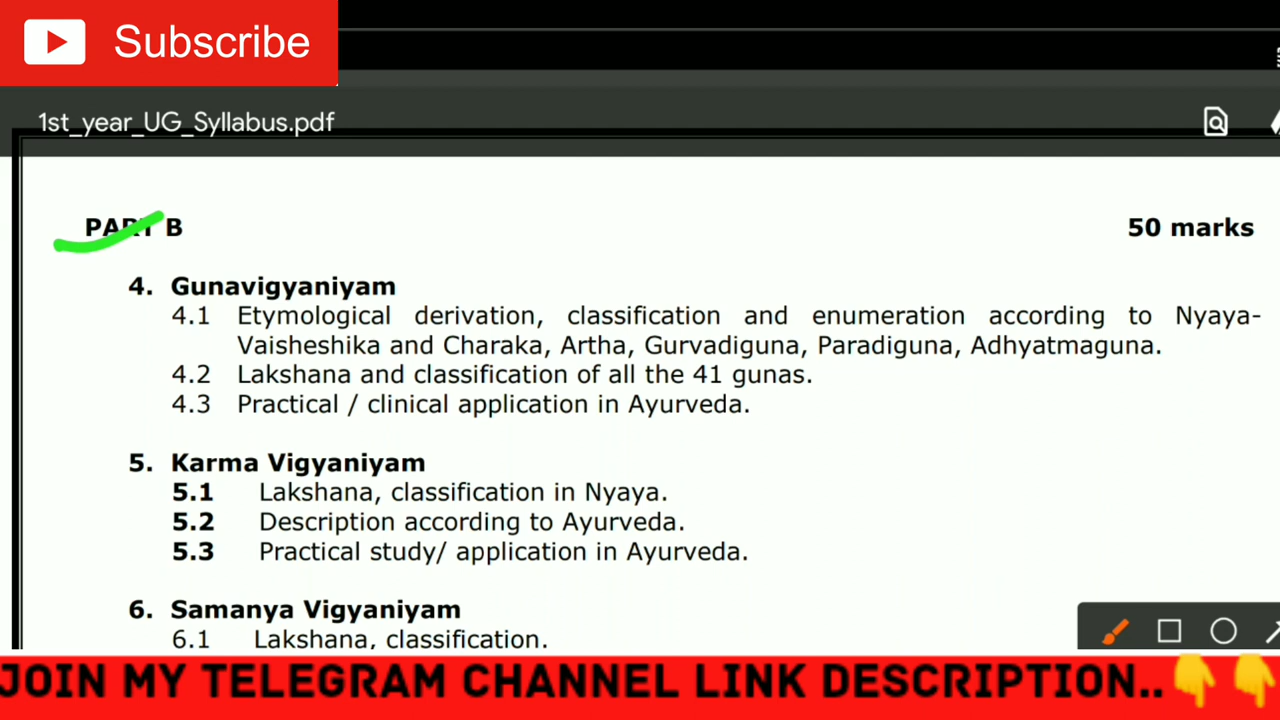 Subscribe
1st_year_UG_Syllabus.pdf
PART B 50 marks
4. Gunavigyaniyam
4.1 Etymological derivation, classification and enumeration according to Nyaya-
Vaisheshika and Charaka, Artha, Gurvadiguna, Paradiguna, Adhyatmaguna.
4.2 Lakshana and classification of all the 41 gunas.
4.3 Practical / clinical application in Ayurveda.
5. Karma Vigyaniyam
5.1 Lakshana, classification in Nyaya.
5.2 Description according to Ayurveda.
5.3 Practical study/ application in Ayurveda.
6. Samanya Vigyaniyam
6.1 Lakshana, classification.
JOIN MY TELEGRAM CHANNEL LINK DESCRIPTION..👇👇